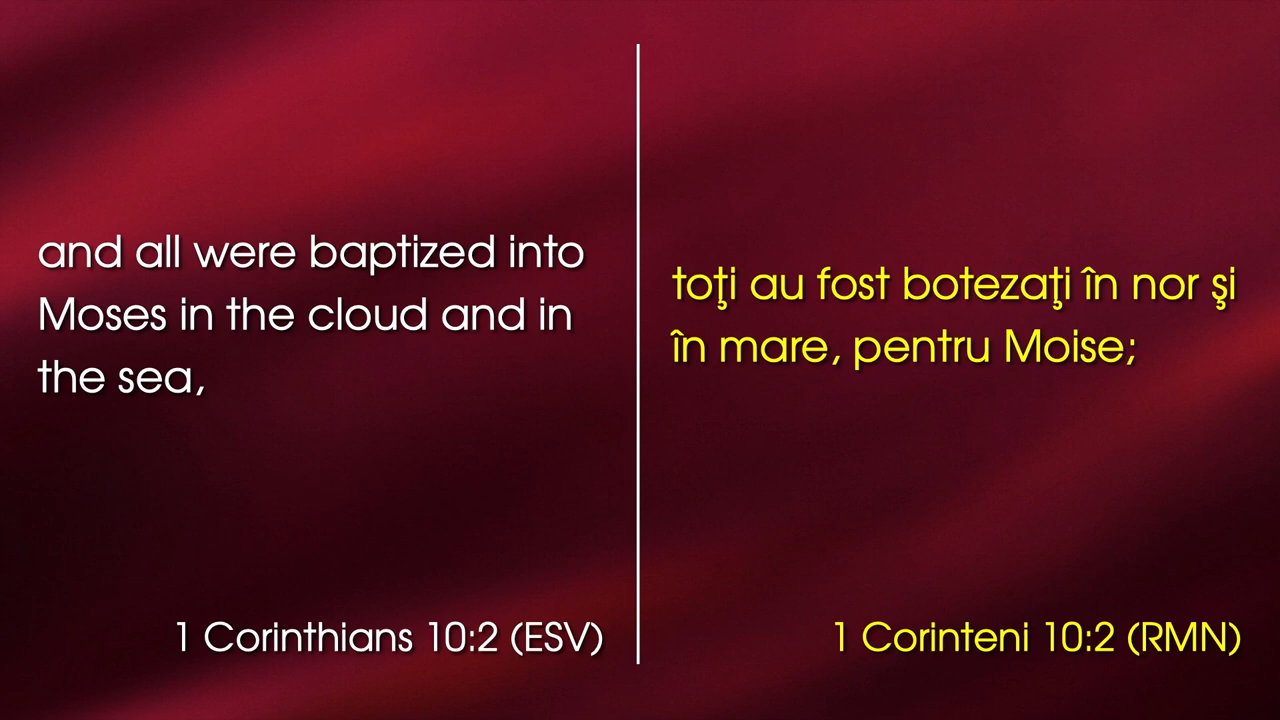 and all were baptized into
Moses in the cloud and in
the sea,
1 Corinthians 10:2 (ESV)
toţi au fost botezaţi în nor şi
în mare, pentru Moise;
1 Corinteni 10:2 (RMN)